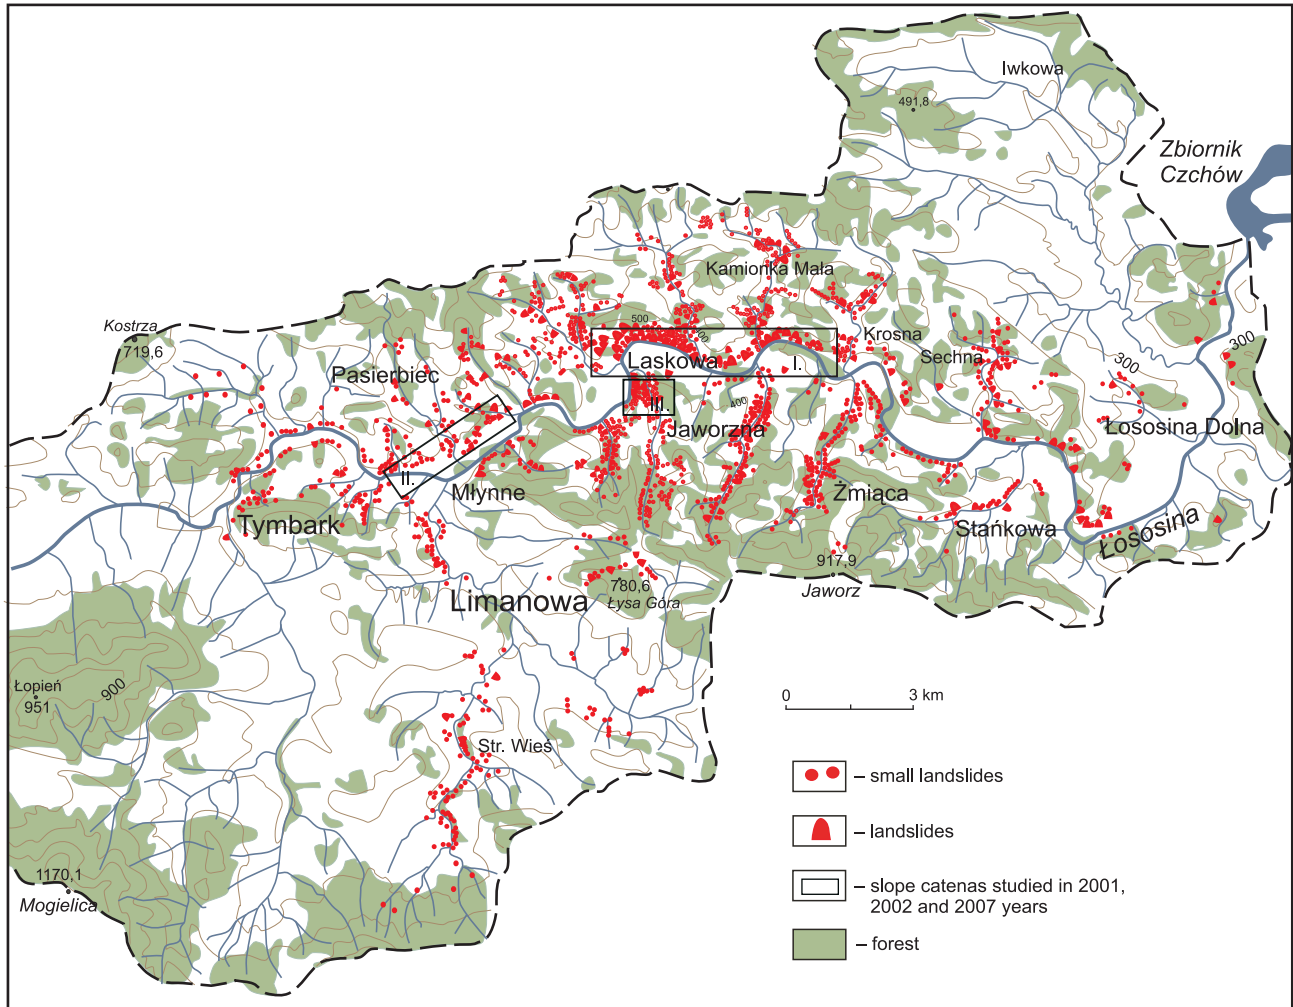 Iwkowa
491,8
Zbiornik
Czchów
Kamionka Mała
Kostrza
719,6
500
Krosna
300
Laskowa
I.
Sechna
300
Pasierbiec
III.
400
Jaworzna
Łososina Dolna
II.
Młynne
Żmiąca
Tymbark
Stańkowa
Łososina
917,9
Jaworz
780,6
Łysa Góra
Limanowa
Łopień
951
900
0 3 km
Str. Wieś
– small landslides
– landslides
1170,1
Mogielica
– slope catenas studied in 2001,
2002 and 2007 years
– forest